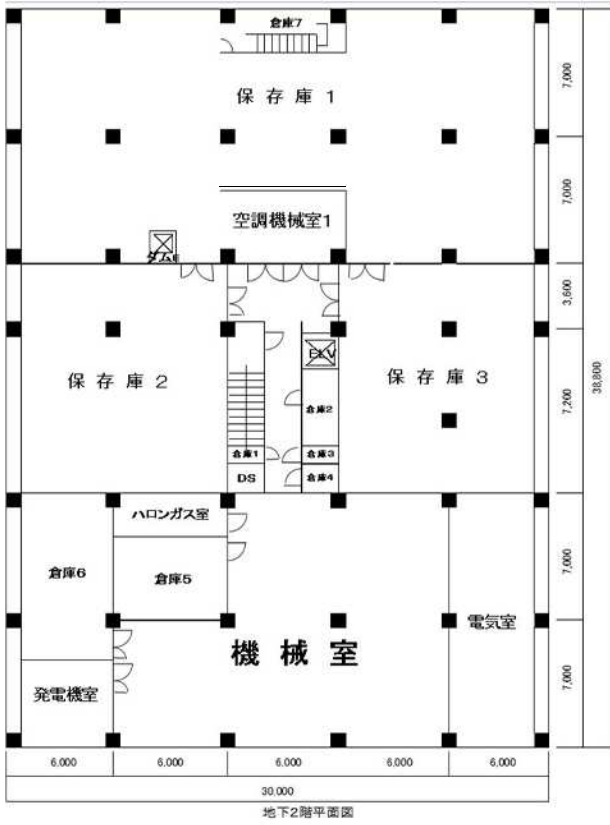 倉庫7
保存庫1
7,000
7,000
空調機械室1
ダムE
3,600
ELV
保存庫2
保存庫3
7,200
38,800
倉庫2
倉庫1
倉庫3
DS
倉庫4
ハロンガス室
倉庫6
倉庫5
7,000
電気室
機械室
発電機室
7,000
6,000
6,000
6,000
6,000
6,000
30,000
地下2階平面図